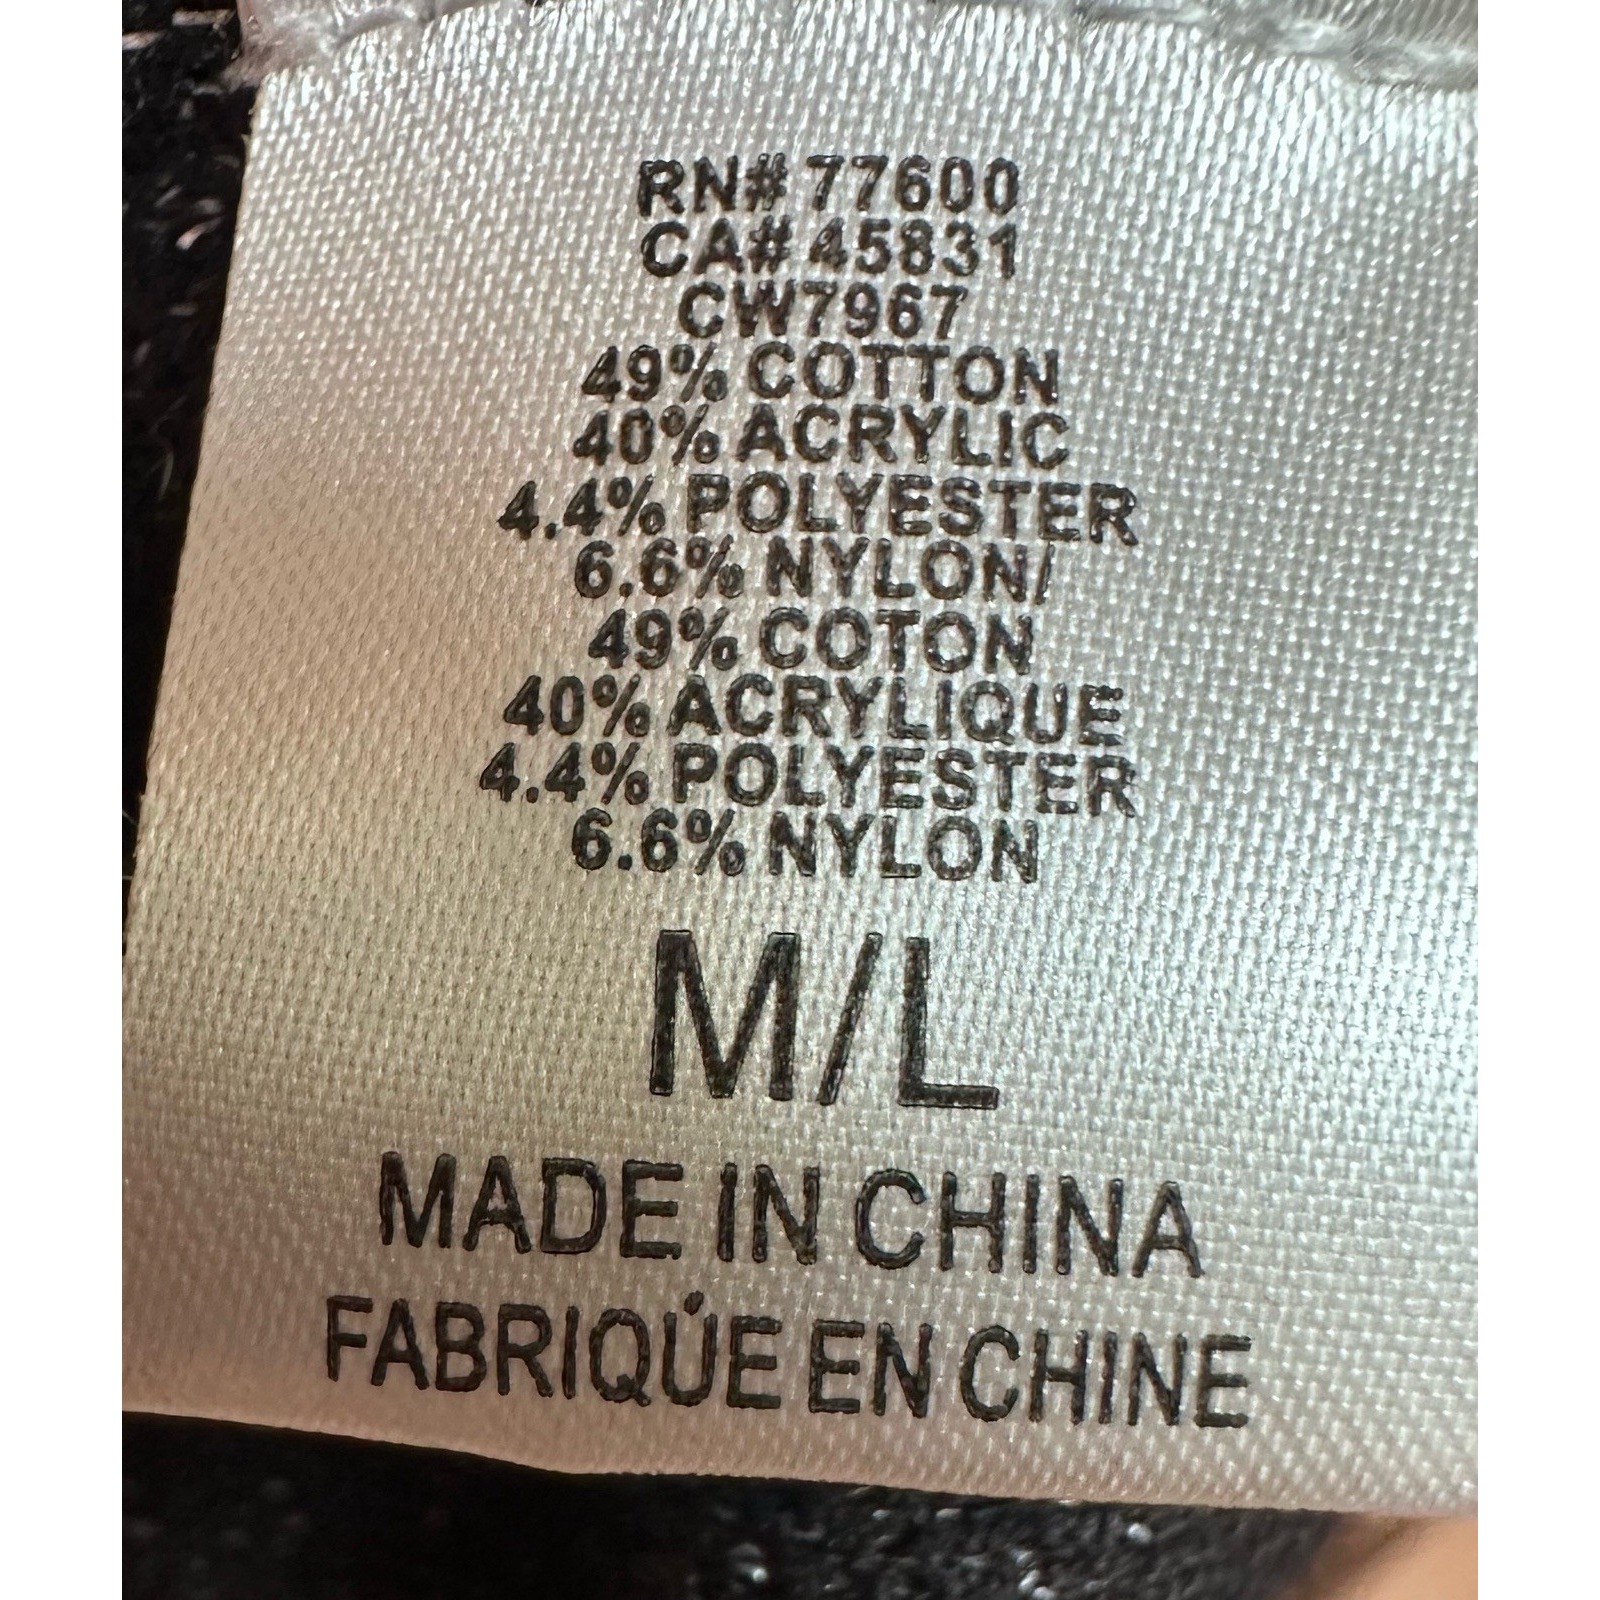 RN# 77600
CA# 45831
CW7967
49% COTTON
40% ACRYLIC
4.4% POLYESTER
6.6% NYLON/
49% COTON
40% ACRYLIQUE
4.4% POLYESTER
6.6% NYLON
M/L
MADE IN CHINA
FABRIQÚE EN CHINE